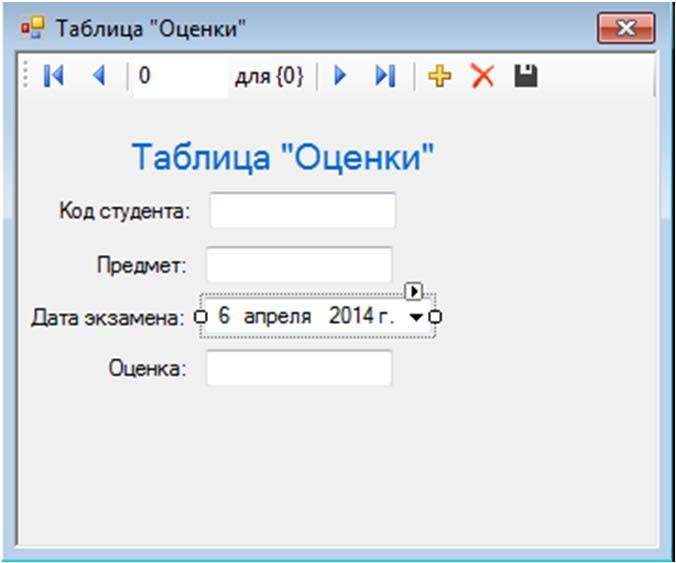 Таблица "Оценки"
0 для {0}
Таблица "Оценки"
Код студента:
Предмет:
Дата экзамена: 6 апреля 2014 г.
Оценка: